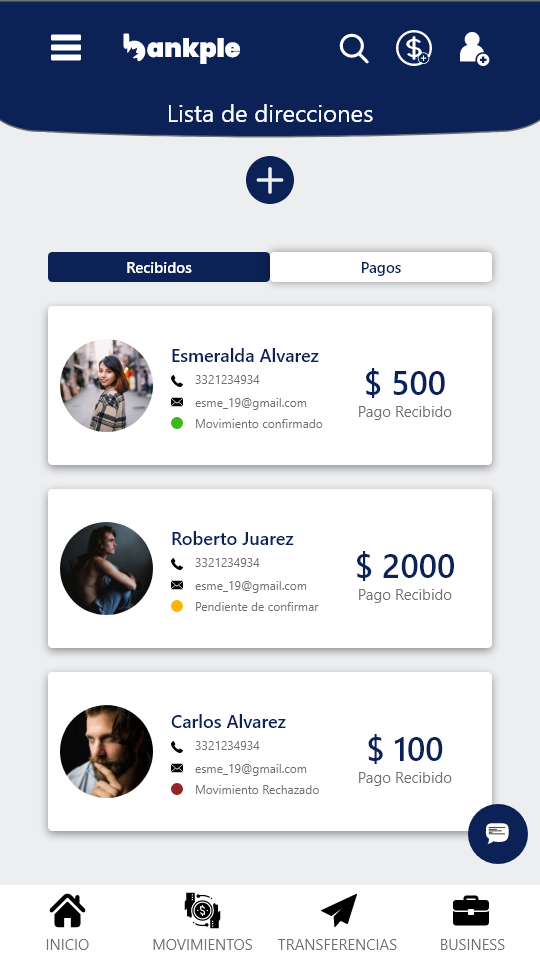 bankple
Lista de direcciones
Recibidos
Pagos
Esmeralda Alvarez
3321234934
esme_19@gmail.com
Movimiento confirmado
$ 500
Pago Recibido
Roberto Juarez
3321234934
esme_19@gmail.com
Pendiente de confirmar
$ 2000
Pago Recibido
Carlos Alvarez
3321234934
esme_19@gmail.com
Movimiento Rechazado
$ 100
Pago Recibido
INICIO
MOVIMIENTOS
TRANSFERENCIAS
BUSINESS